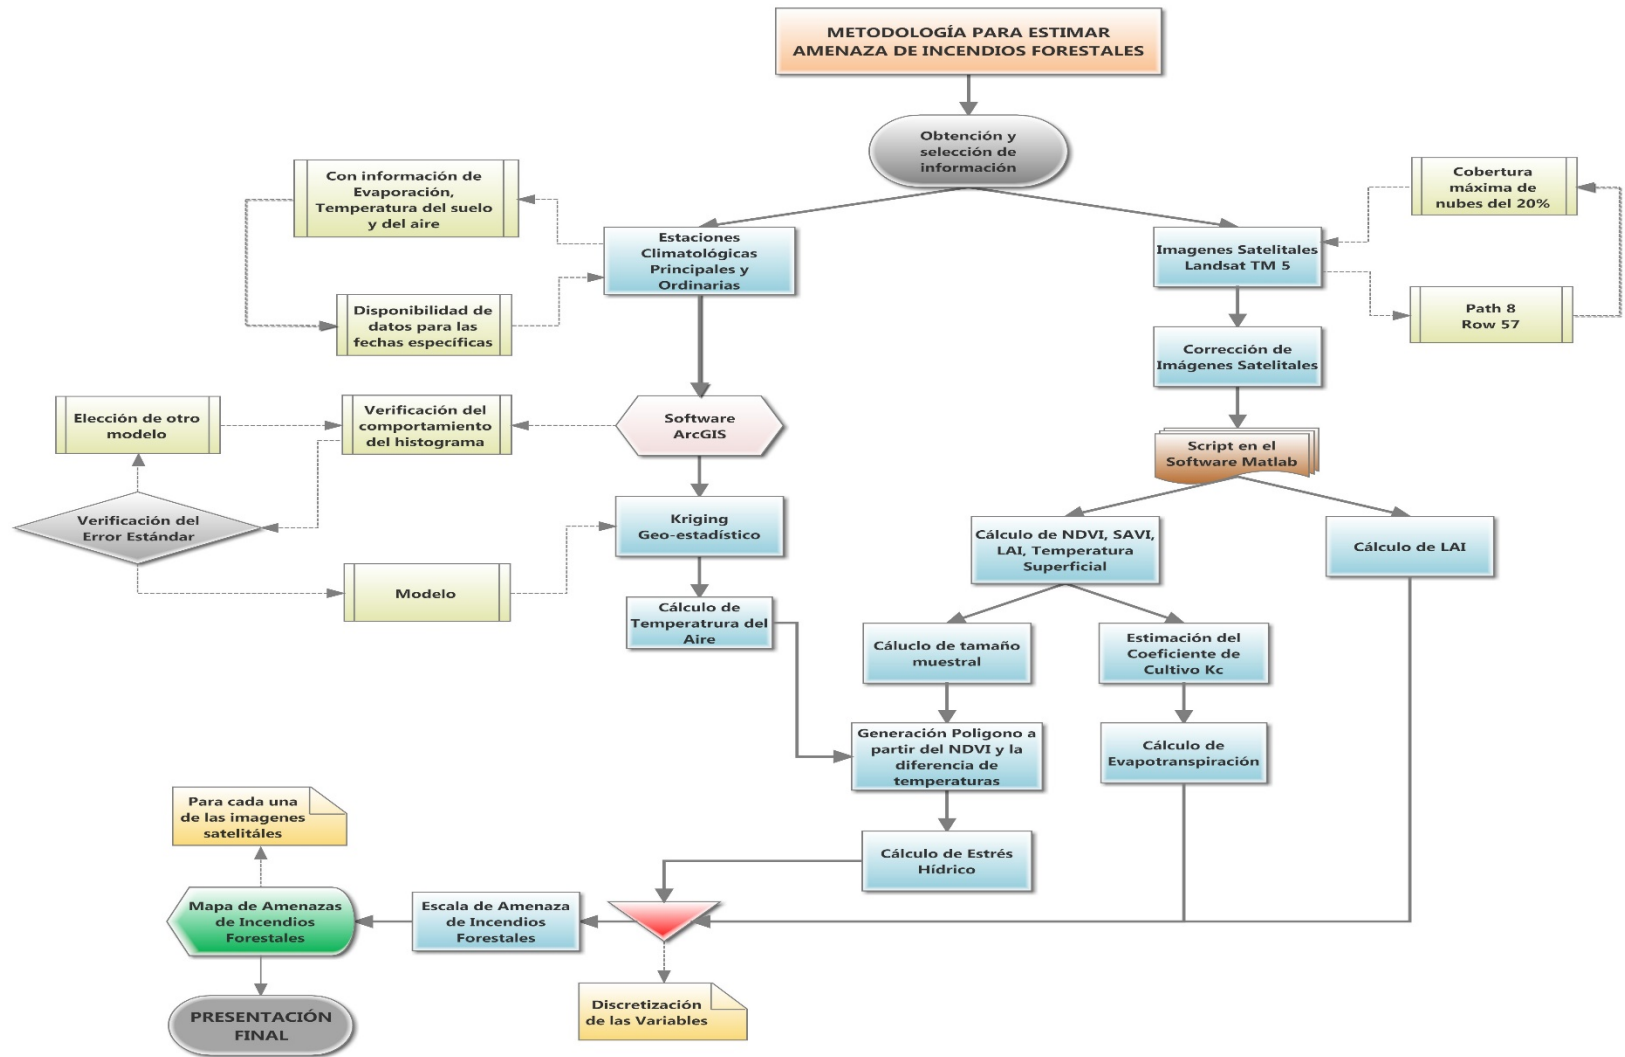 METODOLOGÍA PARA ESTIMAR
AMENAZA DE INCENDIOS FORESTALES
Obtención y
selección de
información
Con información de
Evaporación,
Temperatura del suelo
y del aire
Estaciones
Climatológicas
Principales y
Ordinarias
Disponibilidad de
datos para las
fechas específicas
Imagenes Satelitales
Landsat TM 5
Cobertura
máxima de
nubes del 20%
Path 8
Row 57
Corrección de
Imágenes Satelitales
Elección de otro
modelo
Verificación del
comportamiento
del histograma
Software
ArcGIS
Script en el
Software Matlab
Verificación del
Error Estándar
Kriging
Geo-estadístico
Modelo
Cálculo de
Temperatrura del
Aire
Cálculo de NDVI, SAVI,
LAI, Temperatura
Superficial
Cálculo de LAI
Cáluclo de tamaño
muestral
Estimación del
Coeficiente de
Cultivo Kc
Generación Poligono a
partir del NDVI y la
diferencia de
temperaturas
Cálculo de
Evapotranspiración
Cálculo de Estrés
Hídrico
Para cada una
de las imagenes
satelitáles
Mapa de Amenazas
de Incendios
Forestales
Escala de Amenaza
de Incendios
Forestales
Discretización
de las Variables
PRESENTACIÓN
FINAL